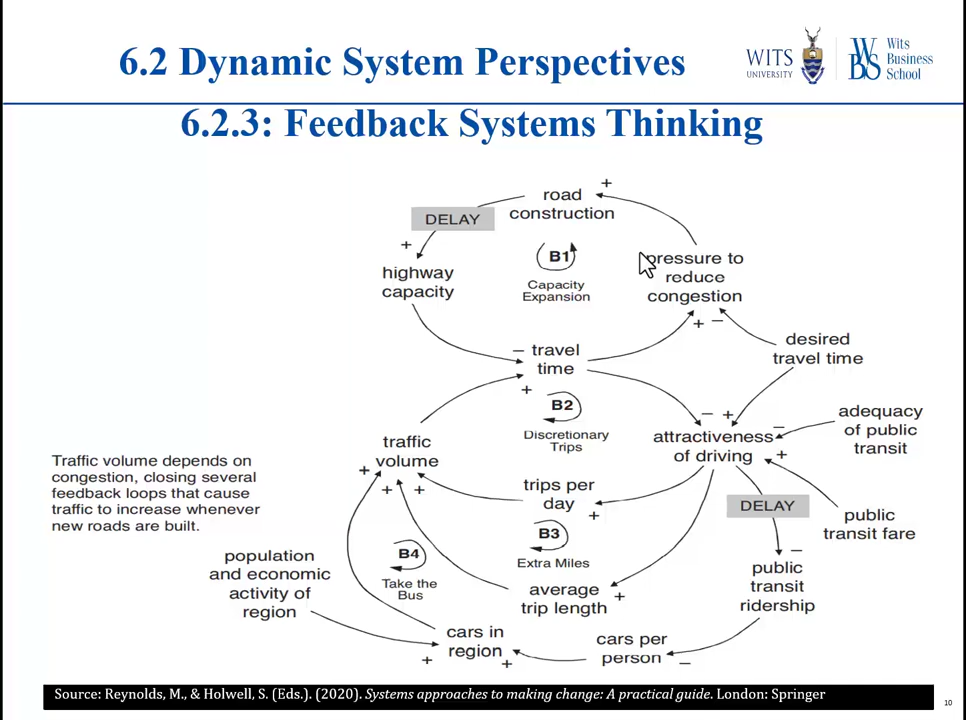 6.2 Dynamic System Perspectives
WITS
UNIVERSITY
WBS
Wits
Business
School
6.2.3: Feedback Systems Thinking
road
construction
+
DELAY
+
highway
capacity
B1
Capacity
Expansion
pressure to
reduce
congestion
+ –
desired
travel time
– travel
time
+
B2
Discretionary
Trips
– +
attractiveness
of driving
–
+
adequacy
of public
transit
traffic
volume
+
+ +
Traffic volume depends on
congestion, closing several
feedback loops that cause
traffic to increase whenever
new roads are built.
trips per
day
+
DELAY
public
transit fare
B3
Extra Miles
B4
Take the
Bus
population
and economic
activity of
region
average
trip length
+
–
public
transit
ridership
cars in
region
+
+
cars per
person
–
Source: Reynolds, M., & Holwell, S. (Eds.). (2020). Systems approaches to making change: A practical guide. London: Springer
10